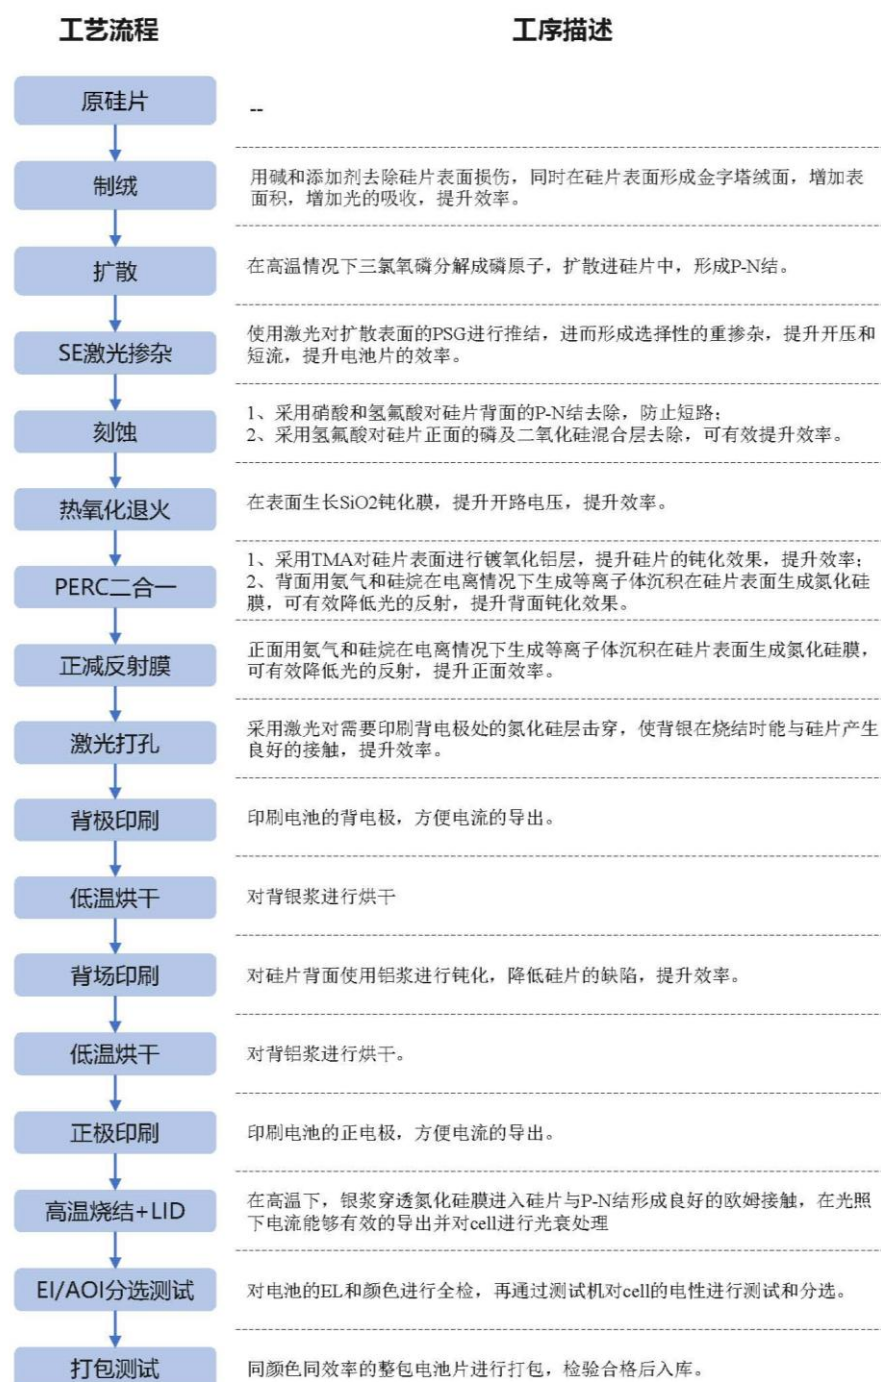 工艺流程
工序描述
原硅片
--
制绒
用碱和添加剂去除硅片表面损伤，同时在硅片表面形成金字塔绒面，增加表
面积，增加光的吸收，提升效率。
扩散
在高温情况下三氯氧磷分解成磷原子，扩散进硅片中，形成P-N结。
SE激光掺杂
使用激光对扩散表面的PSG进行推结，进而形成选择性的重掺杂，提升开压和
短流，提升电池片的效率。
刻蚀
1、采用硝酸和氢氟酸对硅片背面的P-N结去除，防止短路；
2、采用氢氟酸对硅片正面的磷及二氧化硅混合层去除，可有效提升效率。
热氧化退火
在表面生长SiO2钝化膜，提升开路电压，提升效率。
PERC二合一
1、采用TMA对硅片表面进行镀氧化铝层，提升硅片的钝化效果，提升效率；
2、背面用氨气和硅烷在电离情况下生成等离子体沉积在硅片表面生成氮化硅
膜，可有效降低光的反射，提升背面钝化效果。
正减反射膜
正面用氨气和硅烷在电离情况下生成等离子体沉积在硅片表面生成氮化硅膜，
可有效降低光的反射，提升正面效率。
激光打孔
采用激光对需要印刷背电极处的氮化硅层击穿，使背银在烧结时能与硅片产生
良好的接触，提升效率。
背极印刷
印刷电池的背电极，方便电流的导出。
低温烘干
对背银浆进行烘干
背场印刷
对硅片背面使用铝浆进行钝化，降低硅片的缺陷，提升效率。
低温烘干
对背铝浆进行烘干。
正极印刷
印刷电池的正电极，方便电流的导出。
高温烧结+LID
在高温下，银浆穿透氮化硅膜进入硅片与P-N结形成良好的欧姆接触，在光照
下电流能够有效的导出并对cell进行光衰处理
EI/AOI分选测试
对电池的EL和颜色进行全检，再通过测试机对cell的电性进行测试和分选。
打包测试
同颜色同效率的整包电池片进行打包，检验合格后入库。